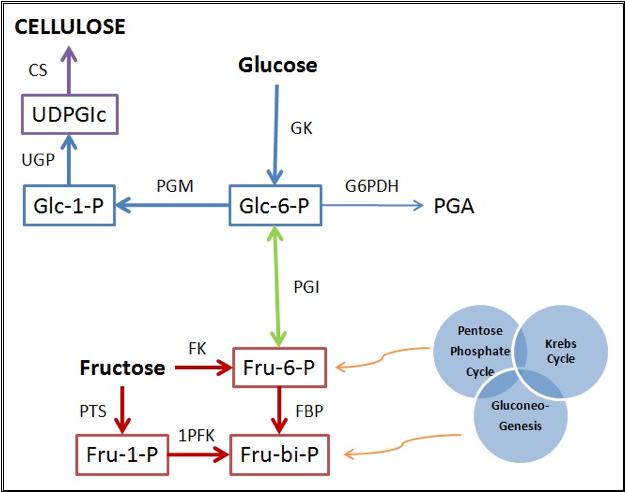 CELLULOSE
CS
Glucose
UDPGlc
GK
UGP
PGM
G6PDH
Glc-1-P
Glc-6-P
PGA
PGI
Pentose
Phosphate
Cycle
Krebs
Cycle
FK
Fructose
Fru-6-P
Gluconeo-
Genesis
PTS
FBP
1PFK
Fru-1-P
Fru-bi-P